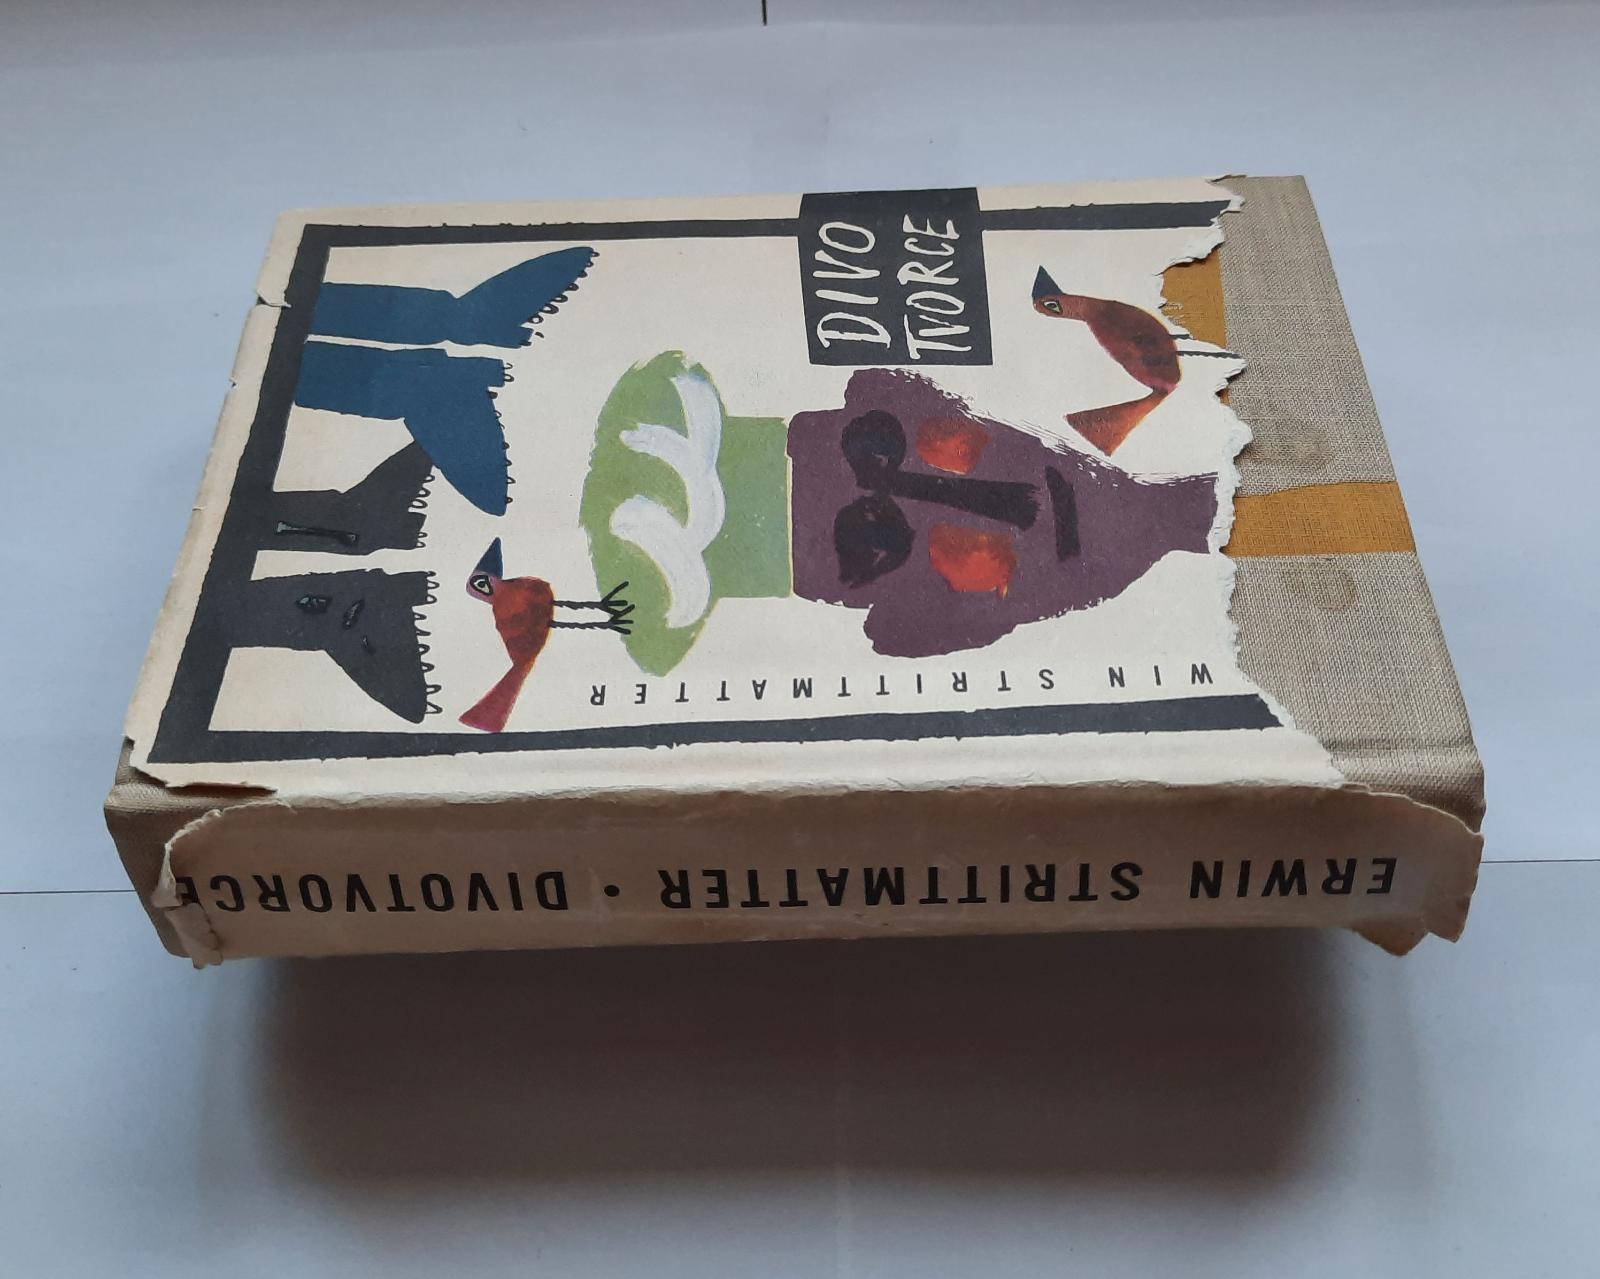 DIVO
TVORCE
WIN STRITTMATTER
ERWIN STRITTMATTER • DIVOTVORCE